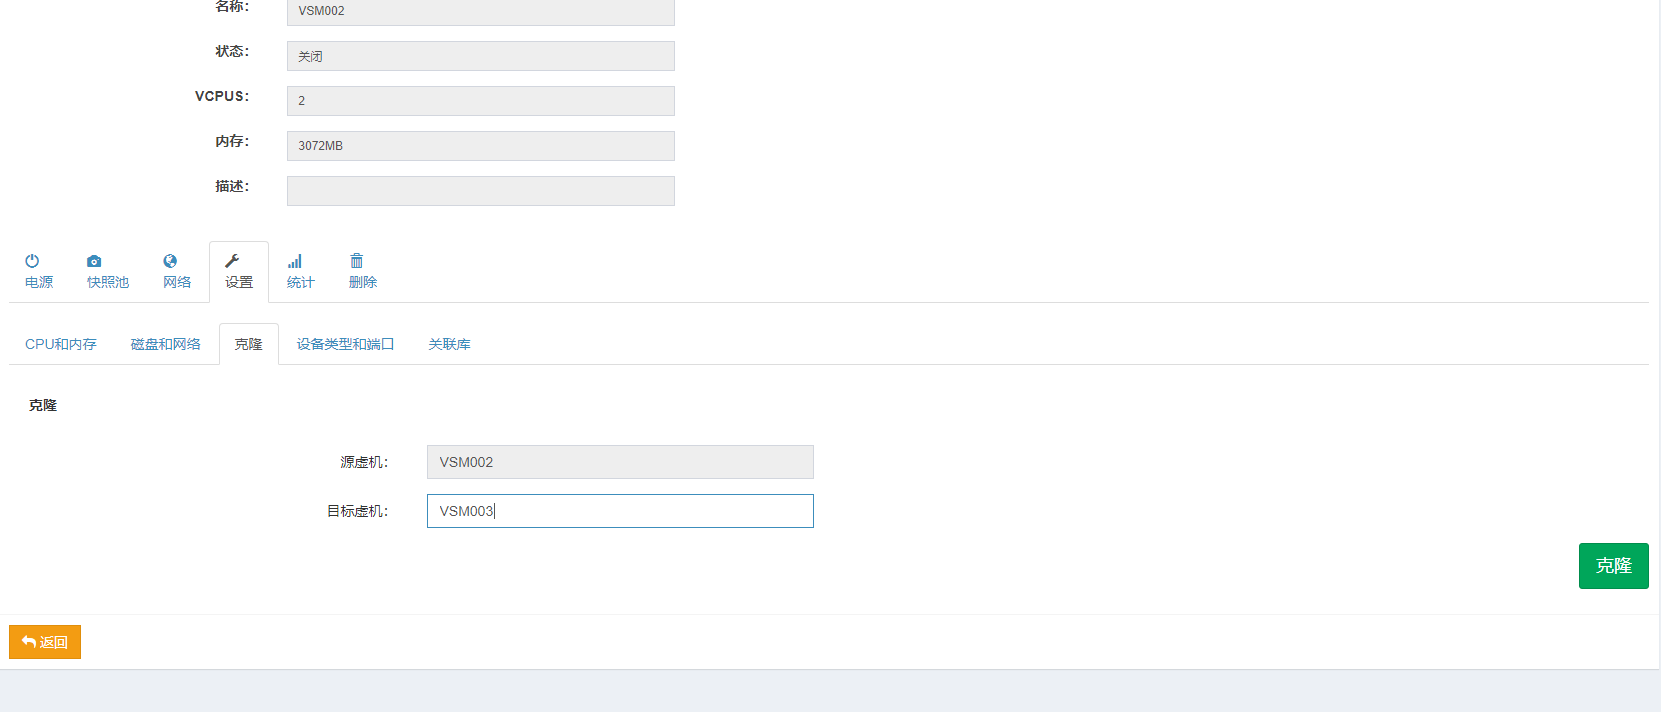 名称： VSM002
状态： 关闭
VCPUS： 2
内存： 3072MB
描述：
电源 快照池 网络 设置 统计 删除
CPU和内存 磁盘和网络 克隆 设备类型和端口 关联库
克隆
源虚机： VSM002
目标虚机： VSM003
克隆
返回